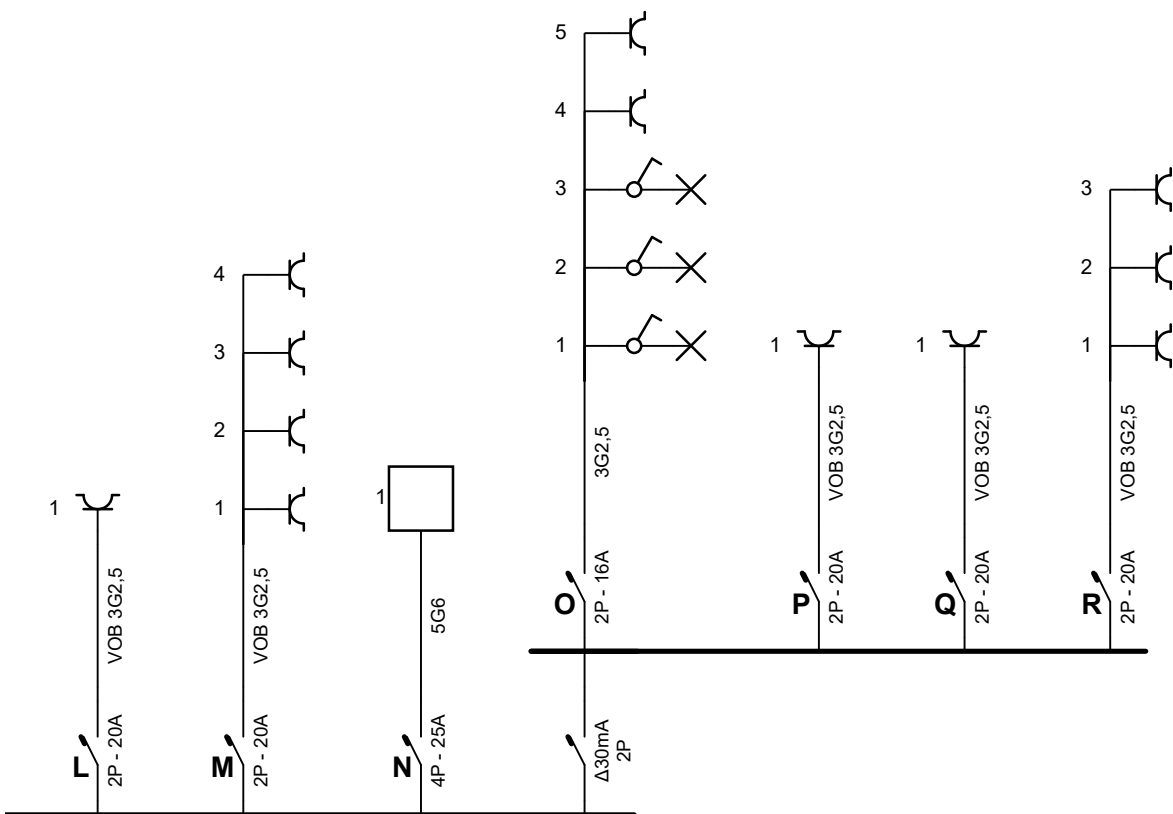 5
4
3
2
1
3G2,5
O
2P - 16A
1
VOB 3G2,5
P
2P - 20A
1
VOB 3G2,5
Q
2P - 20A
3
2
1
VOB 3G2,5
R
2P - 20A
1
VOB 3G2,5
L
2P - 20A
4
3
2
1
VOB 3G2,5
M
2P - 20A
1
5G6
N
4P - 25A
Δ30mA
2P